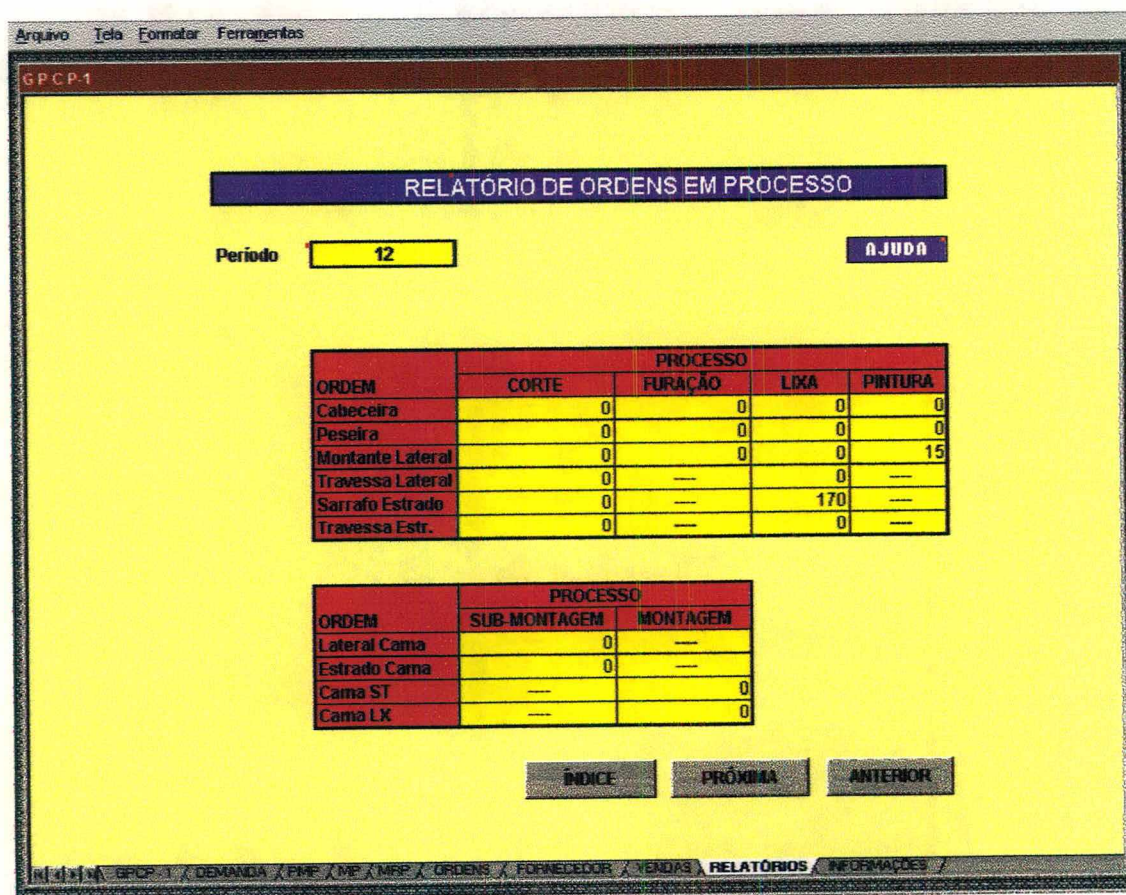 Arquivo Tela Formatar Ferramentas
GPCP-1
RELATÓRIO DE ORDENS EM PROCESSO
Período 12 AJUDA
PROCESSO
ORDEM CORTE FURAÇÃO LIXA PINTURA
Cabeceira 0 0 0 0
Peseira 0 0 0 0
Montante Lateral 0 0 0 15
Travessa Lateral 0 --- 0 ---
Sarrafo Estrado 0 --- 170 ---
Travessa Estr. 0 --- 0 ---
PROCESSO
ORDEM SUB-MONTAGEM MONTAGEM
Lateral Cama 0 ---
Estrado Cama 0 ---
Cama ST --- 0
Cama LX --- 0
ÍNDICE PRÓXIMA ANTERIOR
GPCP-1 / DEMANDA / PMP / MP / MRP / ORDENS / FORNECEDOR / VENDAS \ RELATÓRIOS / INFORMAÇÕES /